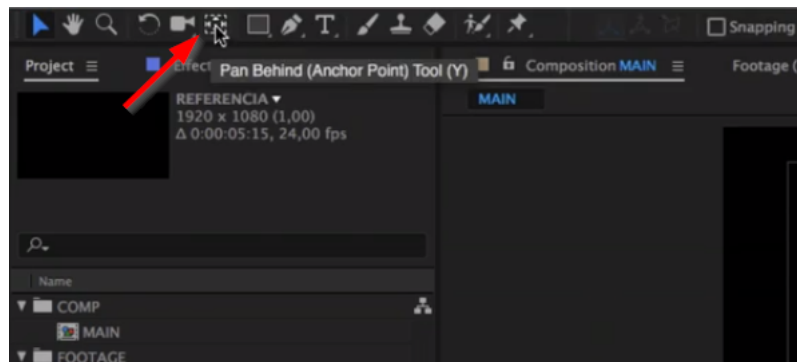 Snapping
Project
Effect
Pan Behind (Anchor Point) Tool (Y)
Composition MAIN
Footage (
REFERENCIA
1920 x 1080 (1,00)
Δ 0:00:05:15, 24,00 fps
MAIN
Name
COMP
MAIN
FOOTAGE